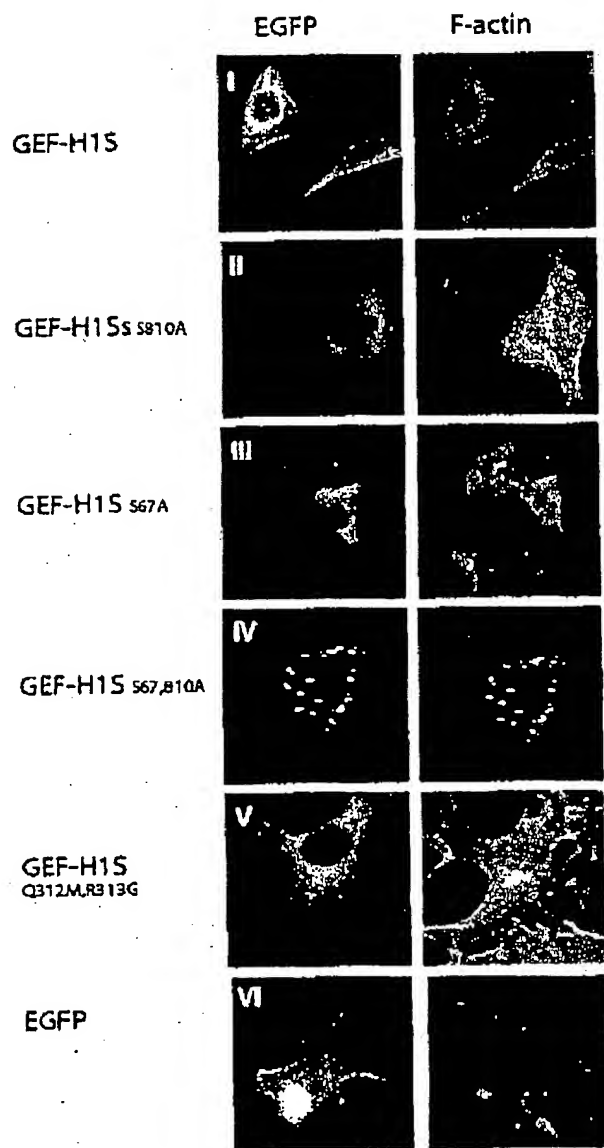 EGFP F-actin
I
GEF-H1S
II
GEF-H1Ss S810A
III
GEF-H1S S67A
IV
GEF-H1S S67,810A
V
GEF-H1S
Q312M,R313G
VI
EGFP